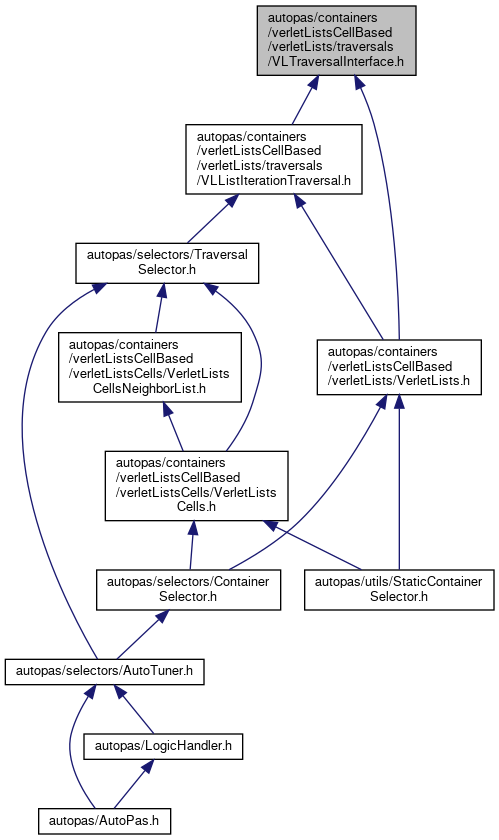 autopas/containers
/verletListsCellBased
/verletLists/traversals
/VLTraversalInterface.h
autopas/containers
/verletListsCellBased
/verletLists/traversals
/VLListIterationTraversal.h
autopas/selectors/Traversal
Selector.h
autopas/containers
/verletListsCellBased
/verletListsCells/VerletLists
CellsNeighborList.h
autopas/containers
/verletListsCellBased
/verletLists/VerletLists.h
autopas/containers
/verletListsCellBased
/verletListsCells/VerletLists
Cells.h
autopas/selectors/Container
Selector.h
autopas/utils/StaticContainer
Selector.h
autopas/selectors/AutoTuner.h
autopas/LogicHandler.h
autopas/AutoPas.h